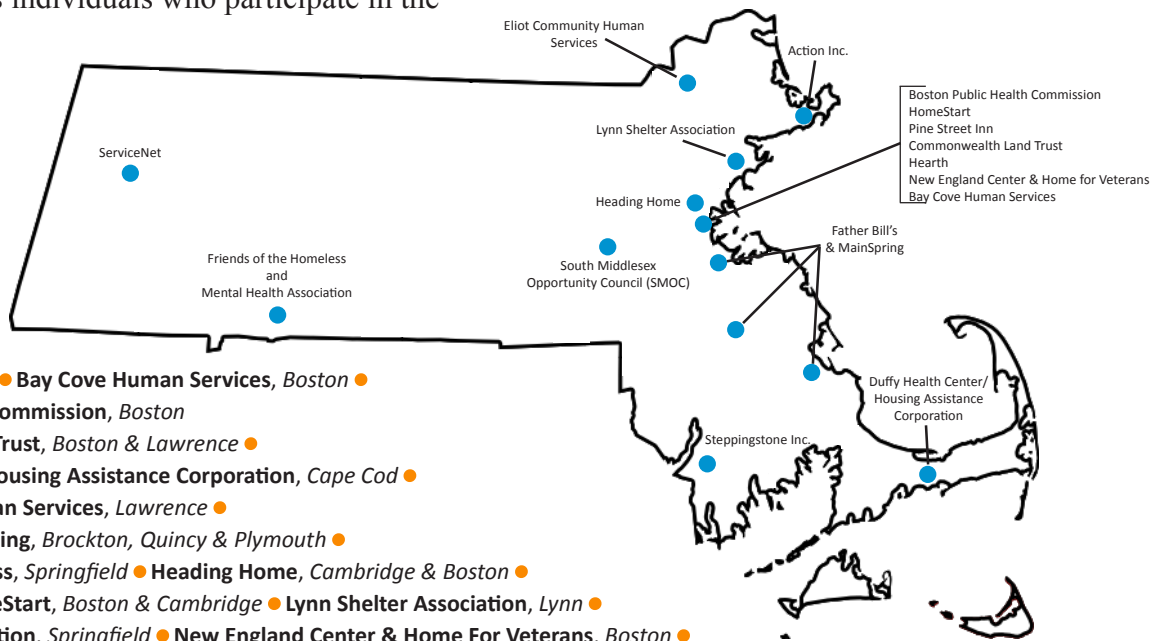 s individuals who participate in the
Eliot Community Human
Services
Action Inc.
Boston Public Health Commission
HomeStart
Pine Street Inn
Commonwealth Land Trust
Hearth
New England Center & Home for Veterans
Bay Cove Human Services
Lynn Shelter Association
ServiceNet
Heading Home
Father Bill's
& MainSpring
Friends of the Homeless
and
Mental Health Association
South Middlesex
Opportunity Council (SMOC)
Duffy Health Center/
Housing Assistance
Corporation
Steppingstone Inc.
● Bay Cove Human Services, Boston ●
ommission, Boston
Trust, Boston & Lawrence ●
ousing Assistance Corporation, Cape Cod ●
an Services, Lawrence ●
ing, Brockton, Quincy & Plymouth ●
ss, Springfield ● Heading Home, Cambridge & Boston ●
eStart, Boston & Cambridge ● Lynn Shelter Association, Lynn ●
tion, Springfield ● New England Center & Home For Veterans, Boston ●